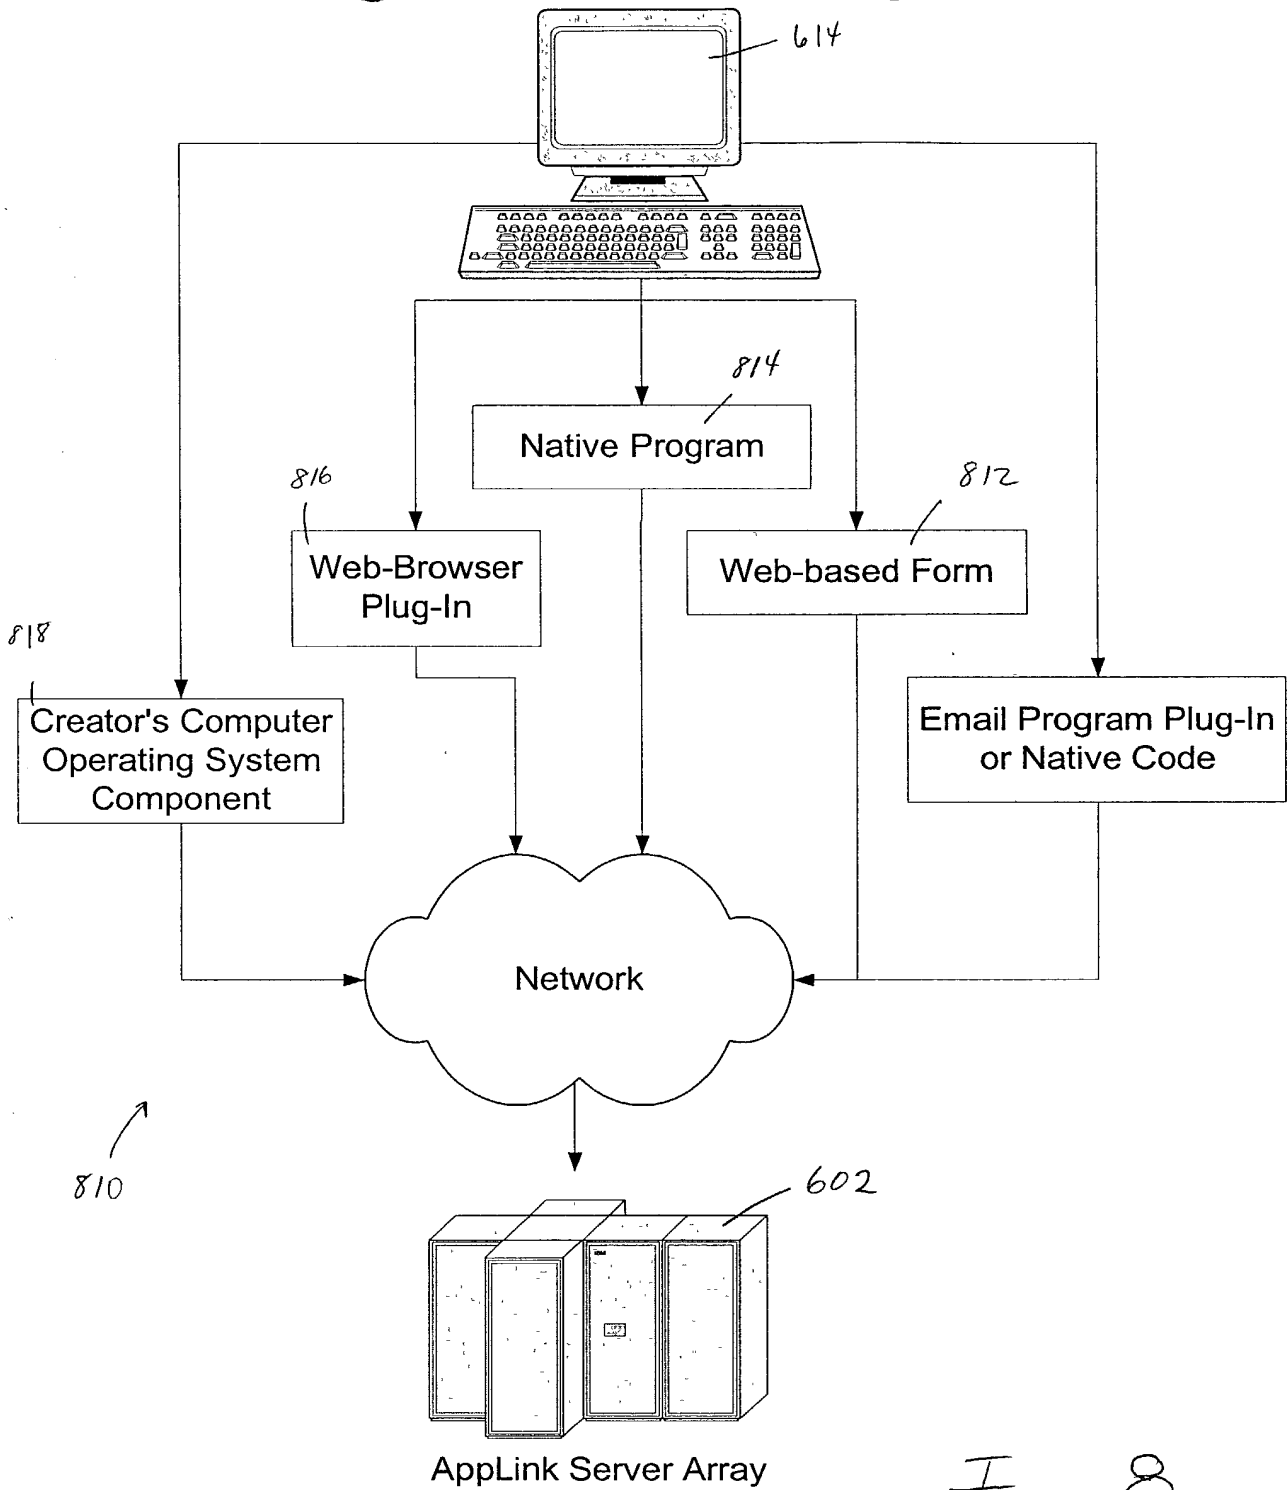 614
814
Native Program
816
812
Web-Browser
Plug-In
Web-based Form
818
Creator's Computer
Operating System
Component
Email Program Plug-In
or Native Code
Network
810
602
AppLink Server Array
8